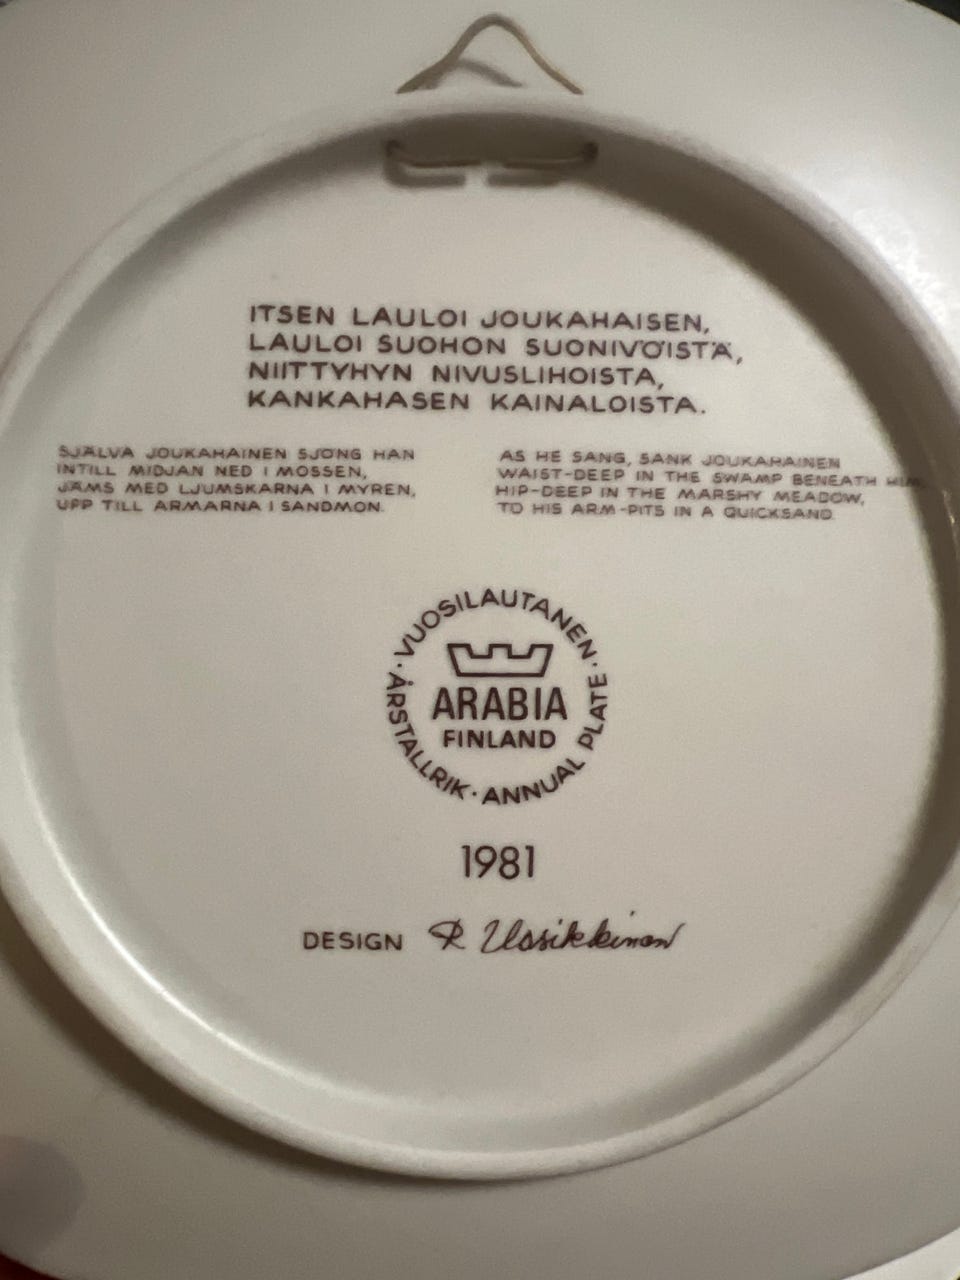 ITSEN LAULOI JOUKAHAISEN,
LAULOI SUOHON SUONIVÖISTÄ,
NIITTYHYN NIVUSLIHOISTA,
KANKAHASEN KAINALOISTA.
SJÄLVA JOUKAHAINEN SJÖNG HAN
INTILL MIDJAN NED I MOSSEN,
JÄMS MED LJUMSKARNA I MYREN,
UPP TILL ARMARNA I SANDMON.
AS HE SANG, SANK JOUKAHAINEN
WAIST-DEEP IN THE SWAMP BENEATH HIM,
HIP-DEEP IN THE MARSHY MEADOW,
TO HIS ARM-PITS IN A QUICKSAND.
· VUOSILAUTANEN ·
ARABIA
FINLAND
ÅRSTALLRIK · ANNUAL PLATE
1981
DESIGN R Uosikkinen